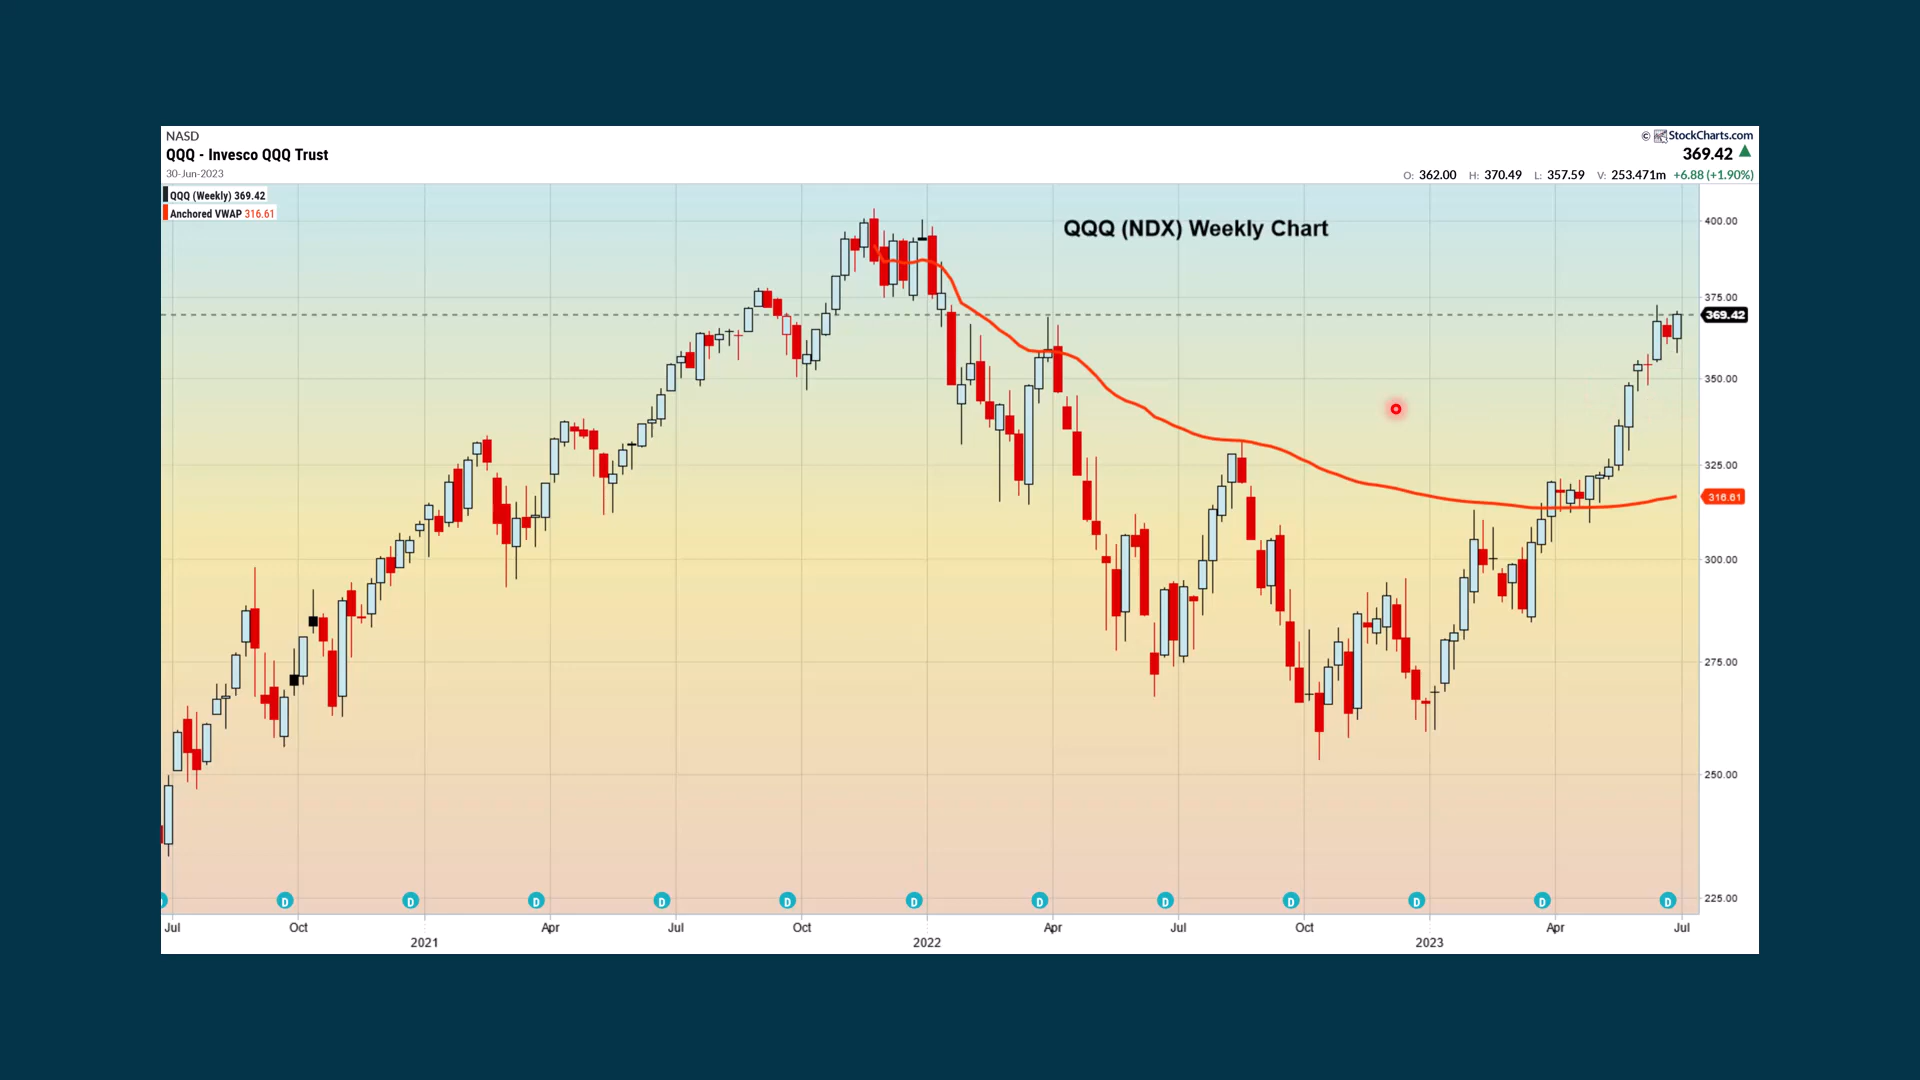 NASD
© StockCharts.com
QQQ - Invesco QQQ Trust
369.42
30-Jun-2023
O: 362.00 H: 370.49 L: 357.59 V: 253.471m +6.88 (+1.90%)
QQQ (Weekly) 369.42
Anchored VWAP 316.61
QQQ (NDX) Weekly Chart
400.00
375.00
369.42
350.00
325.00
316.61
300.00
275.00
250.00
225.00
D D D D D D D D D D D D D
Jul Oct Apr Jul Oct Apr Jul Oct Apr Jul
2021 2022 2023